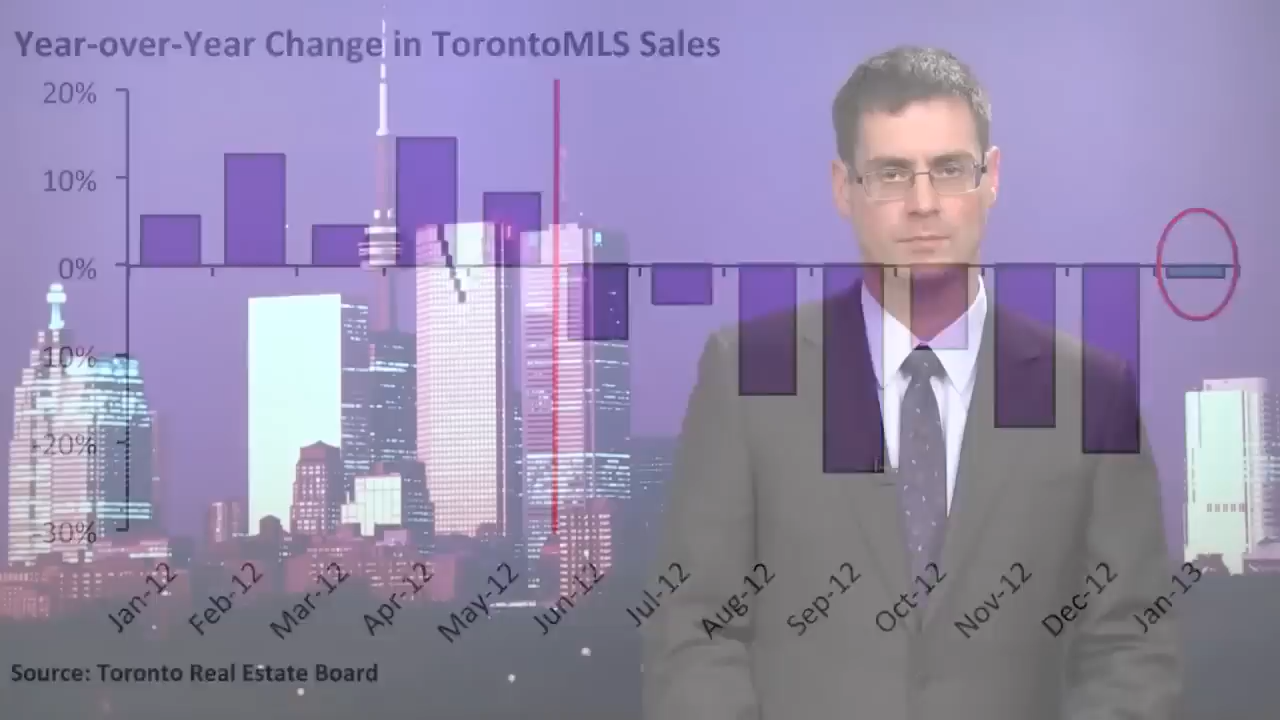 Year-over-Year Change in TorontoMLS Sales
20%
10%
0%
-10%
-20%
-30%
Jan-12
Feb-12
Mar-12
Apr-12
May-12
Jun-12
Jul-12
Aug-12
Sep-12
Oct-12
Nov-12
Dec-12
Jan-13
Source: Toronto Real Estate Board